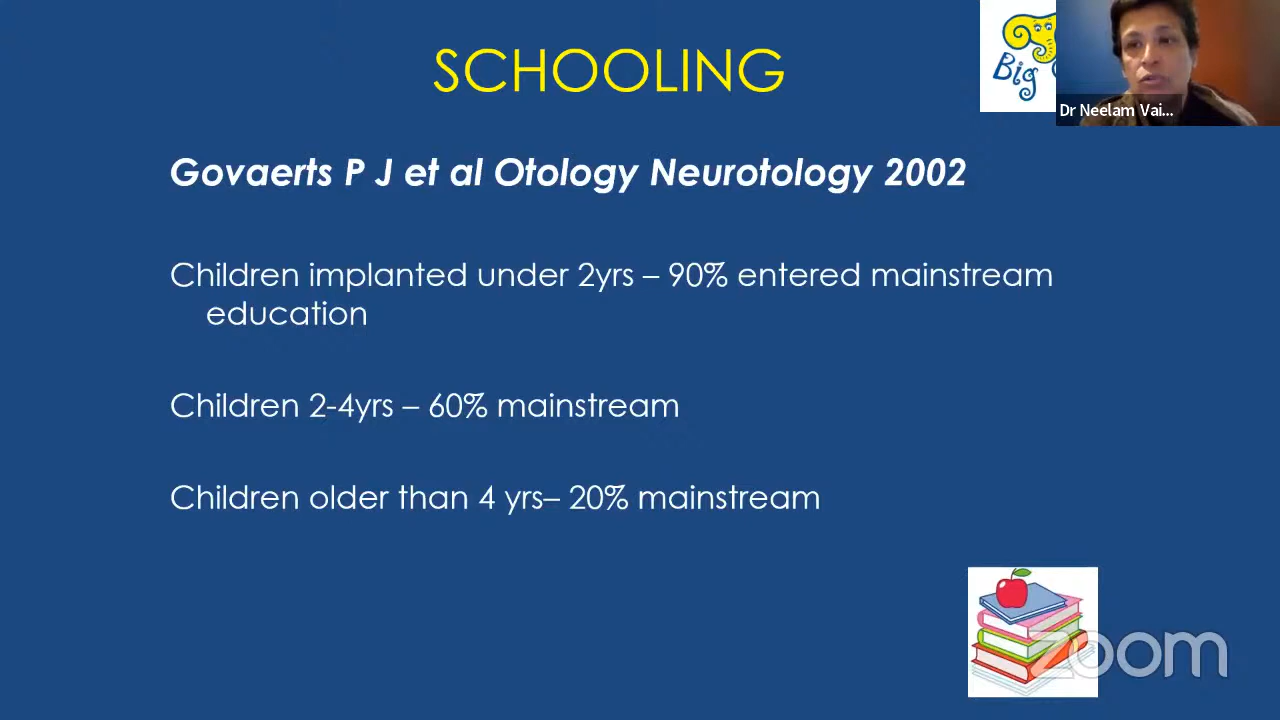 SCHOOLING
Big
Dr Neelam Vai...
Govaerts P J et al Otology Neurotology 2002
Children implanted under 2yrs – 90% entered mainstream
education
Children 2-4yrs – 60% mainstream
Children older than 4 yrs– 20% mainstream
zoom